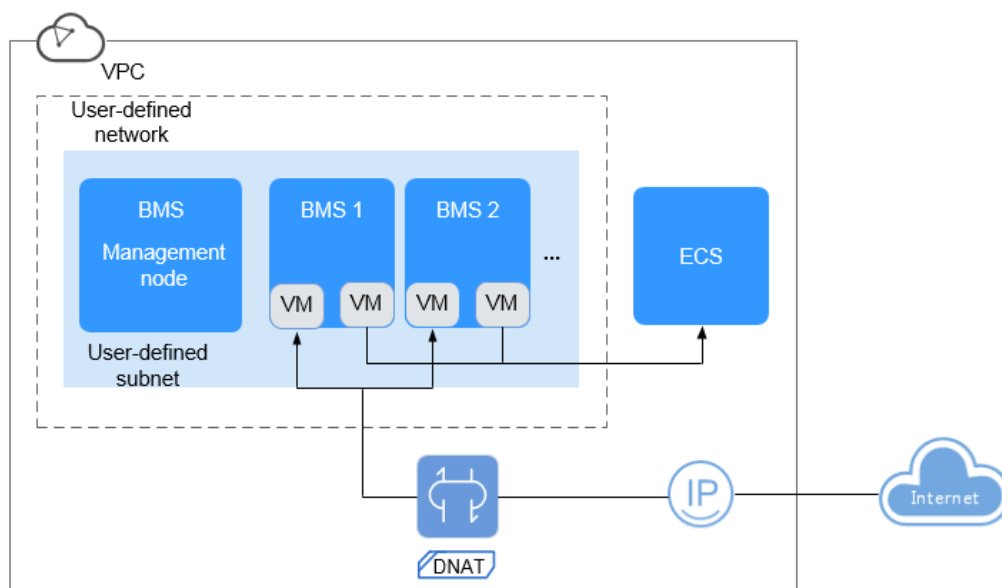 VPC
User-defined
network
BMS
Management
node
BMS 1
BMS 2
...
ECS
VM
VM
VM
VM
User-defined
subnet
IP
Internet
DNAT